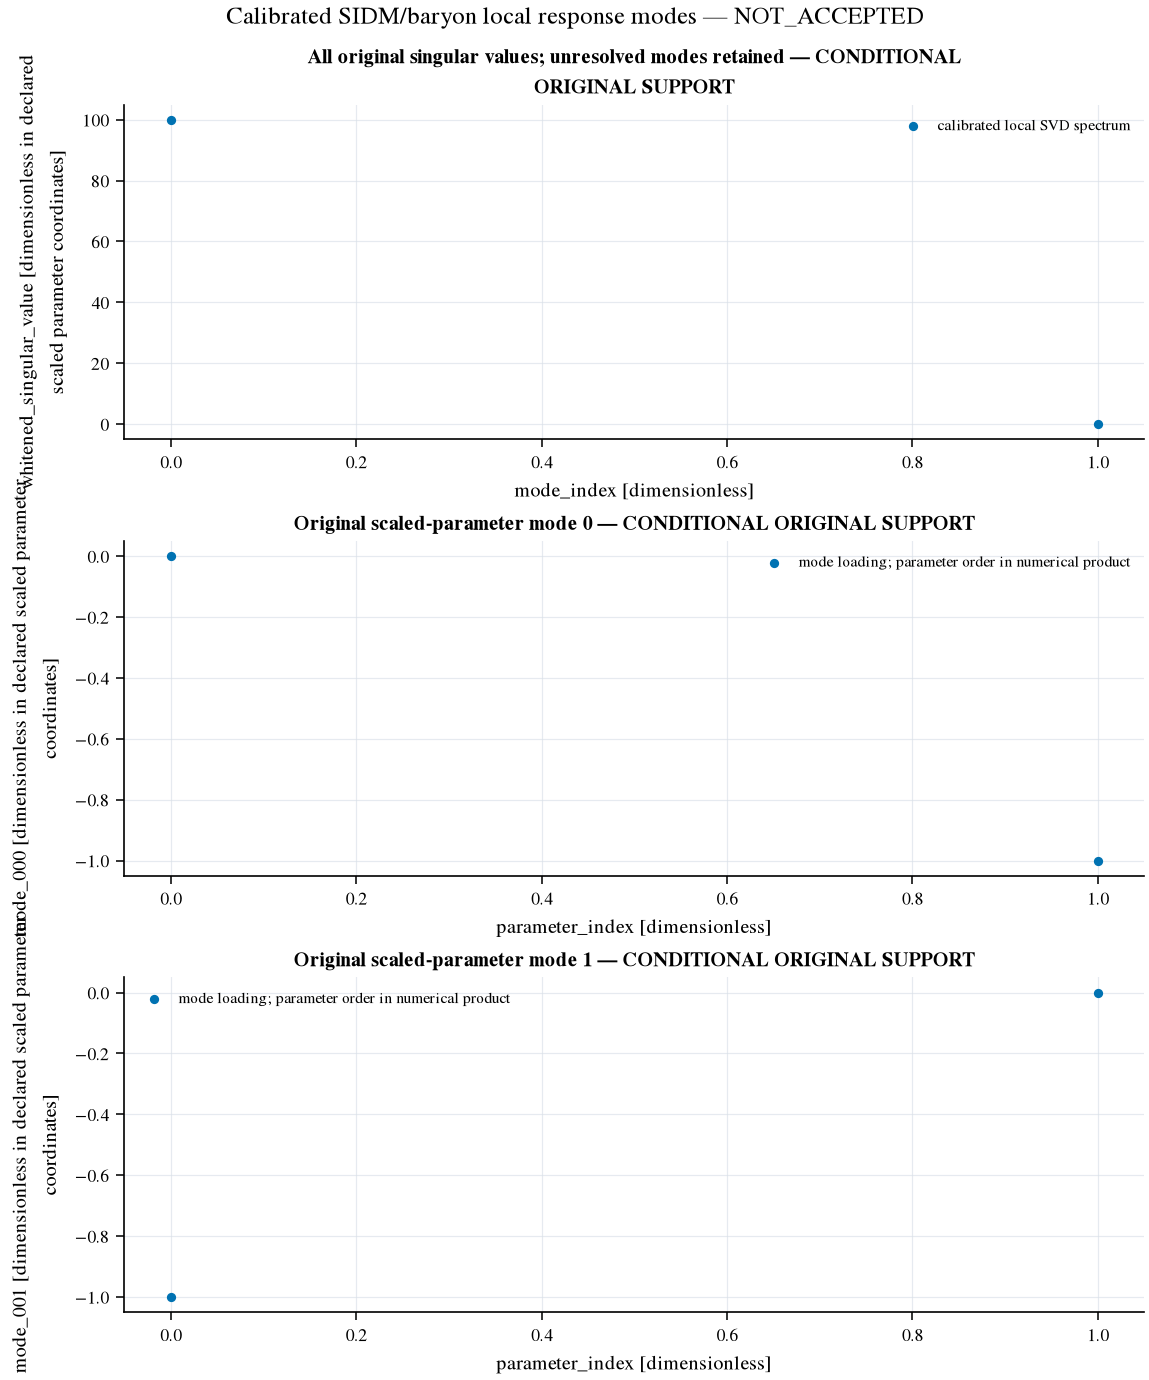 Calibrated SIDM/baryon local response modes — NOT_ACCEPTED
All original singular values; unresolved modes retained — CONDITIONAL
ORIGINAL SUPPORT
whitened_singular_value [dimensionless in declared
scaled parameter coordinates]
100
80
60
40
20
0
calibrated local SVD spectrum
0.0 0.2 0.4 0.6 0.8 1.0
mode_index [dimensionless]
Original scaled-parameter mode 0 — CONDITIONAL ORIGINAL SUPPORT
mode_000 [dimensionless in declared scaled parameter
coordinates]
0.0
−0.2
−0.4
−0.6
−0.8
−1.0
mode loading; parameter order in numerical product
0.0 0.2 0.4 0.6 0.8 1.0
parameter_index [dimensionless]
Original scaled-parameter mode 1 — CONDITIONAL ORIGINAL SUPPORT
mode_001 [dimensionless in declared scaled parameter
coordinates]
0.0
−0.2
−0.4
−0.6
−0.8
−1.0
mode loading; parameter order in numerical product
0.0 0.2 0.4 0.6 0.8 1.0
parameter_index [dimensionless]